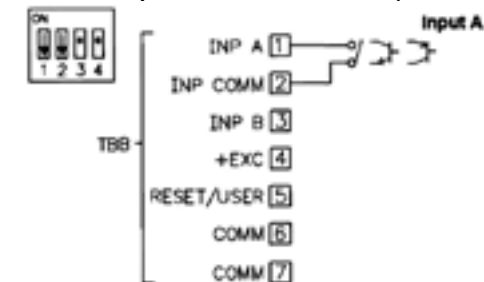 ON
1 2 3 4
Input A
INP A 1
INP COMM 2
INP B 3
TBB
+EXC 4
RESET/USER 5
COMM 6
COMM 7